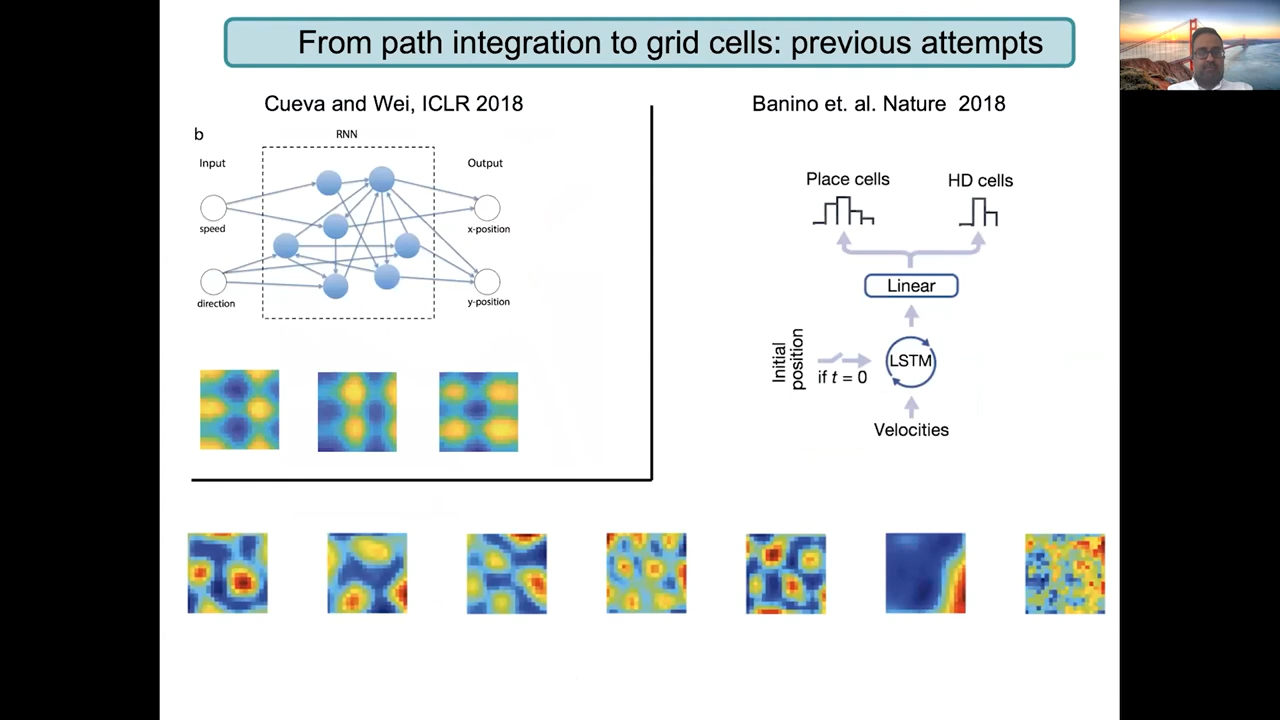 From path integration to grid cells: previous attempts
Cueva and Wei, ICLR 2018
b
RNN
Input
Output
speed
x-position
direction
y-position
Banino et. al. Nature 2018
Place cells
HD cells
Linear
Initial
position
if t = 0
LSTM
Velocities